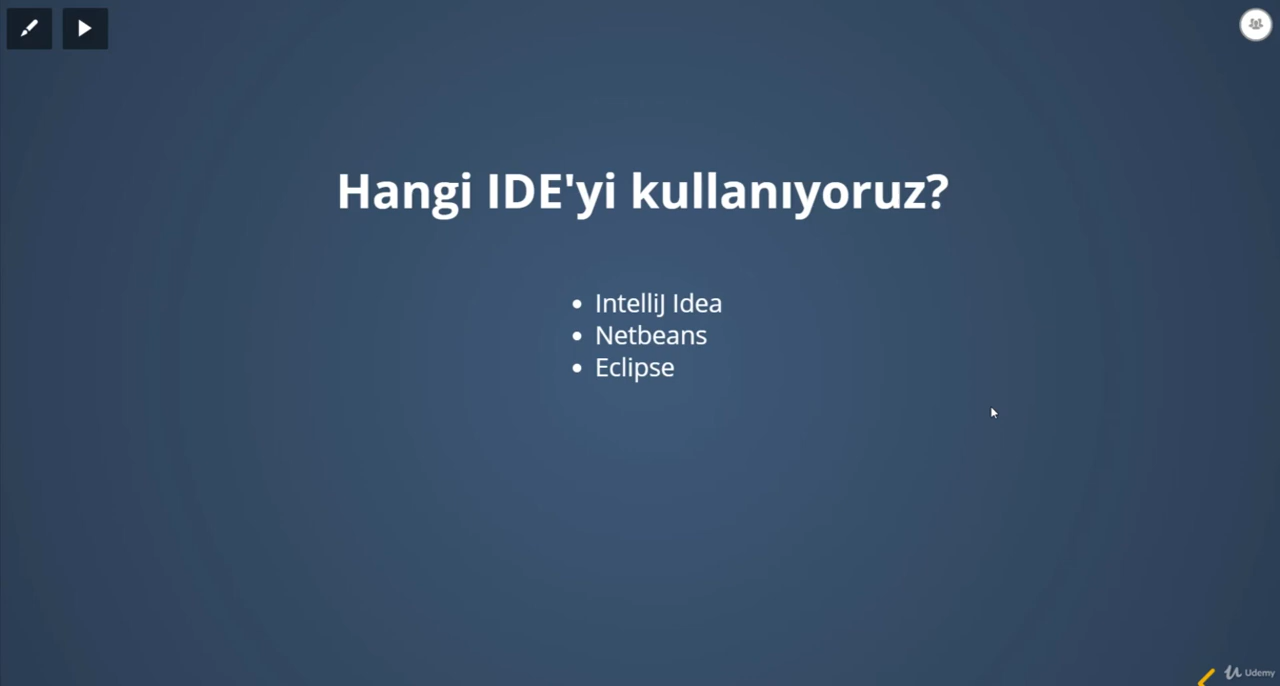 Hangi IDE'yi kullanıyoruz?
• IntelliJ Idea
• Netbeans
• Eclipse
Udemy